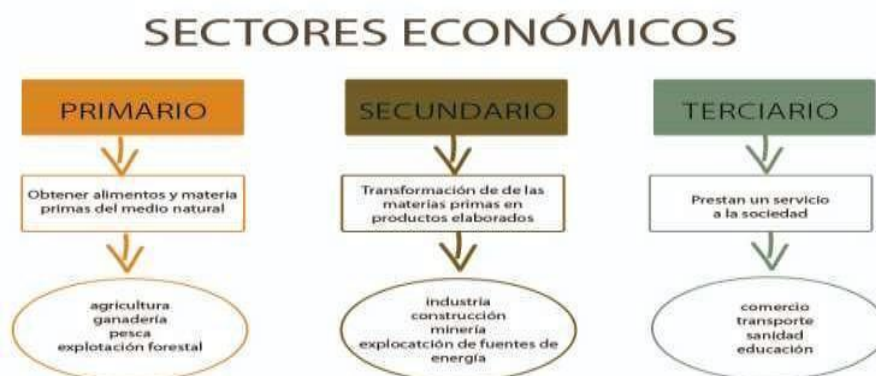 SECTORES ECONÓMICOS
PRIMARIO
Obtener alimentos y materia
primas del medio natural
agricultura
ganadería
pesca
explotación forestal
SECUNDARIO
Transformación de de las
materias primas en
productos elaborados
industria
construcción
minería
explocatción de fuentes de
energía
TERCIARIO
Prestan un servicio
a la sociedad
comercio
transporte
sanidad
educación